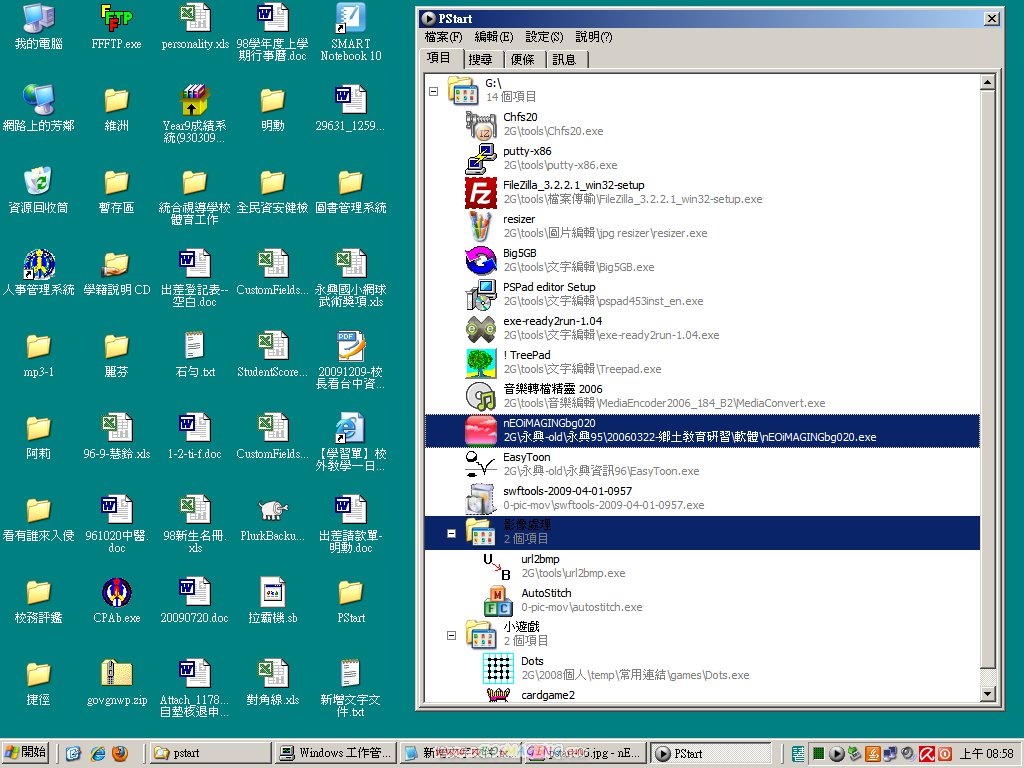 我的電腦
FFFTP.exe
personality.xls
98學年度上學
期行事曆.doc
SMART
Notebook 10
網路上的芳鄰
維洲
Year9成績系
統(930309...
明勳
29631_1259...
資源回收筒
暫存區
統合視導學校
體育工作
全民資安健檢
圖書管理系統
人事管理系統
學籍說明 CD
出差登記表--
空白.doc
CustomFields...
永興國小網球
武術獎項.xls
mp3-1
麗芬
石勻.txt
StudentScore...
20091209-校
長看台中資...
阿莉
96-9-慧鈴.xls
1-2-ti-f.doc
CustomFields...
【學習單】校
外教學一日...
看有誰來入侵
961020中醫.
doc
98新生名冊.
xls
PlurkBacku...
出差請款單-
明勳.doc
校務評鑑
CPAb.exe
20090720.doc
拉霸機.sb
PStart
捷徑
govgnwp.zip
Attach_1178...
自墊核退申...
對角線.xls
新增文字文
件.txt
PStart
檔案(F) 編輯(E) 設定(S) 說明(?)
項目 搜尋 便條 訊息
G:\
14 個項目
Chfs20
2G\tools\Chfs20.exe
putty-x86
2G\tools\putty-x86.exe
FileZilla_3.2.2.1_win32-setup
2G\tools\檔案傳輸\FileZilla_3.2.2.1_win32-setup.exe
resizer
2G\tools\圖片編輯\jpg resizer\resizer.exe
Big5GB
2G\tools\文字編輯\Big5GB.exe
PSPad editor Setup
2G\tools\文字編輯\pspad453inst_en.exe
exe-ready2run-1.04
2G\tools\文字編輯\exe-ready2run-1.04.exe
! TreePad
2G\tools\文字編輯\Treepad.exe
音樂轉檔精靈 2006
2G\tools\音樂編輯\MediaEncoder2006_184_B2\MediaConvert.exe
nEOiMAGINGbg020
2G\永興-old\永興95\20060322-鄉土教育研習\軟體\nEOiMAGINGbg020.exe
EasyToon
2G\永興-old\永興資訊96\EasyToon.exe
swftools-2009-04-01-0957
0-pic-mov\swftools-2009-04-01-0957.exe
影像處理
2 個項目
url2bmp
2G\tools\url2bmp.exe
AutoStitch
0-pic-mov\autostitch.exe
小遊戲
2 個項目
Dots
2G\2008個人\temp\常用連結\games\Dots.exe
cardgame2
開始
pstart
Windows 工作管...
PStart
上午 08:58